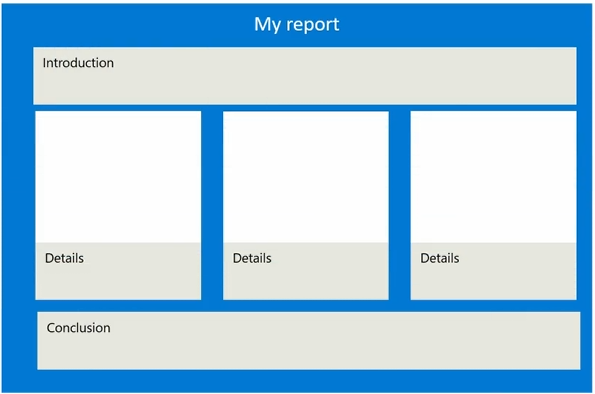 My report
Introduction
Details
Details
Details
Conclusion